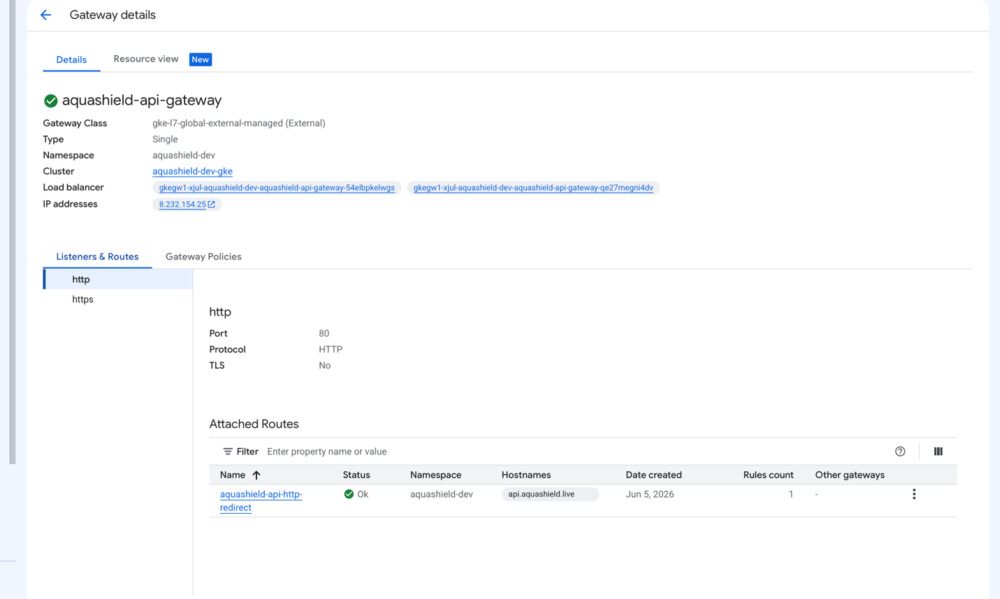 Gateway details
Details Resource view New
aquashield-api-gateway
Gateway Class gke-l7-global-external-managed (External)
Type Single
Namespace aquashield-dev
Cluster aquashield-dev-gke
Load balancer gkegw1-xjul-aquashield-dev-aquashield-api-gateway-54elbpkelwgs gkegw1-xjul-aquashield-dev-aquashield-api-gateway-qe27megni4dv
IP addresses 8.232.154.25
Listeners & Routes Gateway Policies
http
https
http
Port 80
Protocol HTTP
TLS No
Attached Routes
Filter Enter property name or value
Name Status Namespace Hostnames Date created Rules count Other gateways
aquashield-api-http-redirect Ok aquashield-dev api.aquashield.live Jun 5, 2026 1 -